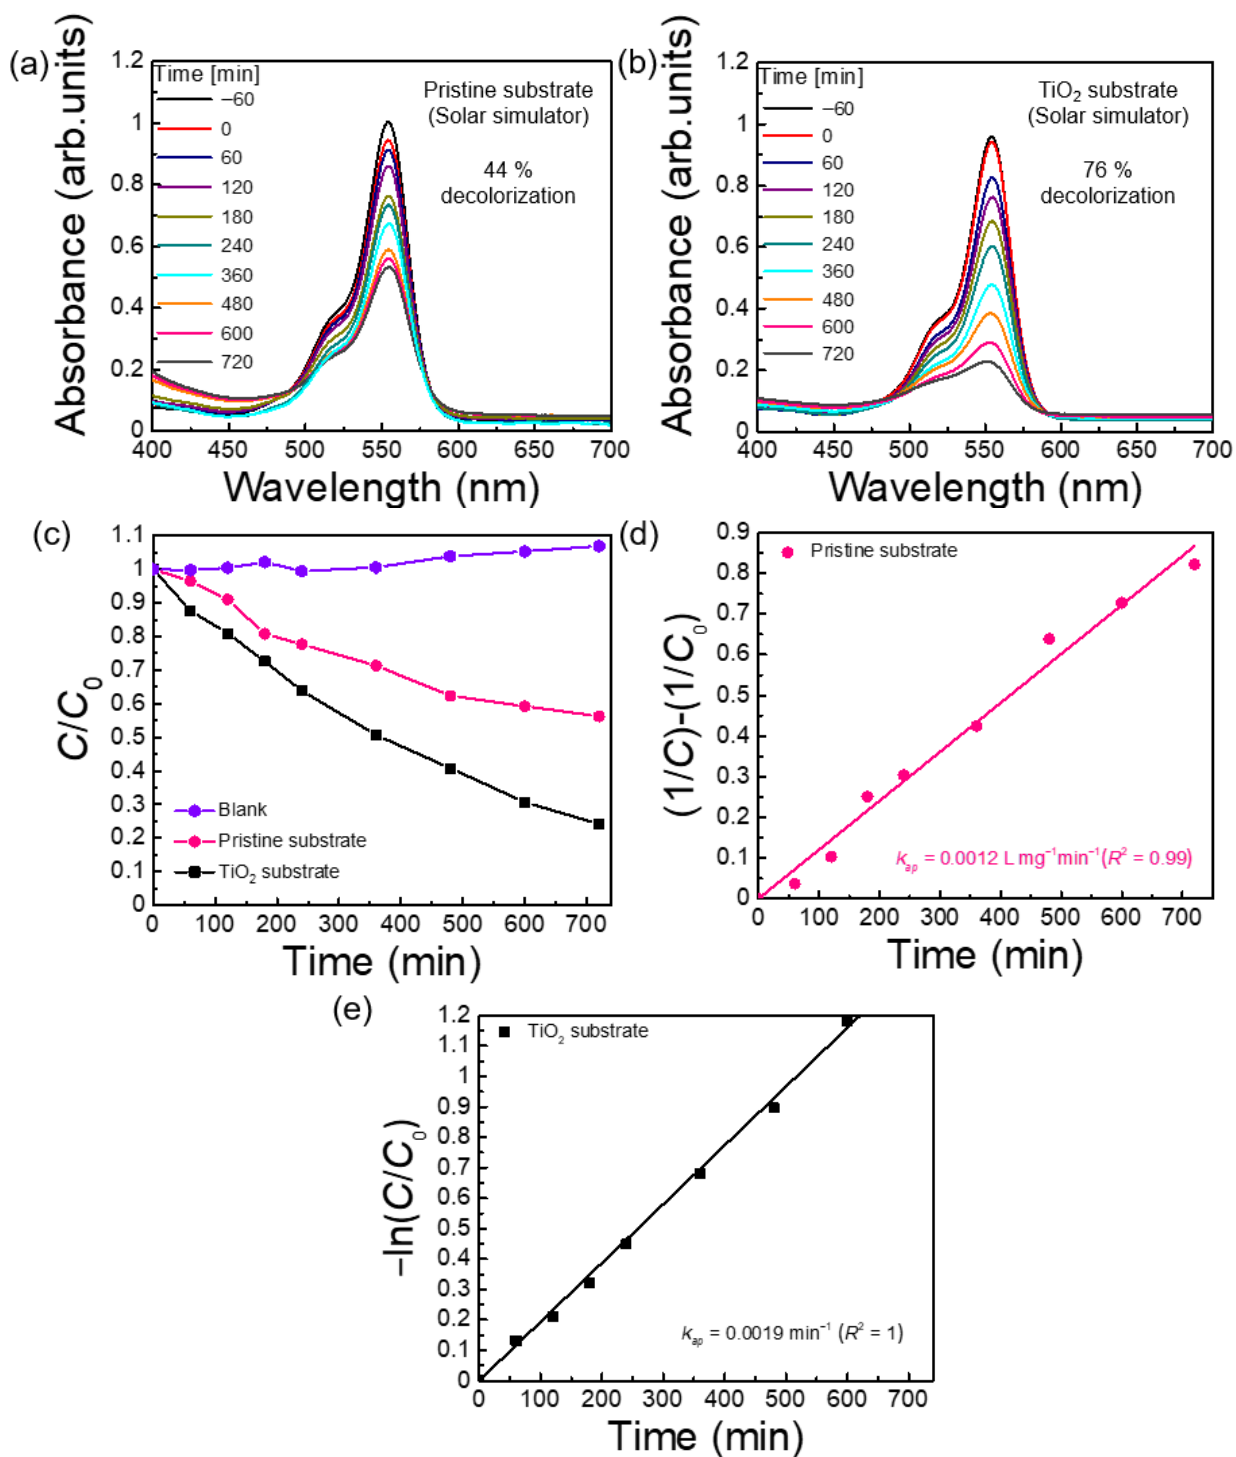 (a)
Absorbance (arb.units)
1.2
1
0.8
0.6
0.4
0.2
0
Time [min]
−60
0
60
120
180
240
360
480
600
720
Pristine substrate
(Solar simulator)
44 %
decolorization
400 450 500 550 600 650 700
Wavelength (nm)
(b)
Absorbance (arb.units)
1.2
1
0.8
0.6
0.4
0.2
0
Time [min]
−60
0
60
120
180
240
360
480
600
720
TiO₂ substrate
(Solar simulator)
76 %
decolorization
400 450 500 550 600 650 700
Wavelength (nm)
(c)
C/C₀
1.1
1
0.9
0.8
0.7
0.6
0.5
0.4
0.3
0.2
0.1
0
Blank
Pristine substrate
TiO₂ substrate
0 100 200 300 400 500 600 700
Time (min)
(d)
(1/C)-(1/C₀)
0.9
0.8
0.7
0.6
0.5
0.4
0.3
0.2
0.1
0
Pristine substrate
k_ap = 0.0012 L mg⁻¹min⁻¹(R² = 0.99)
0 100 200 300 400 500 600 700
Time (min)
(e)
−ln(C/C₀)
1.2
1.1
1
0.9
0.8
0.7
0.6
0.5
0.4
0.3
0.2
0.1
0
TiO₂ substrate
k_ap = 0.0019 min⁻¹ (R² = 1)
0 100 200 300 400 500 600 700
Time (min)